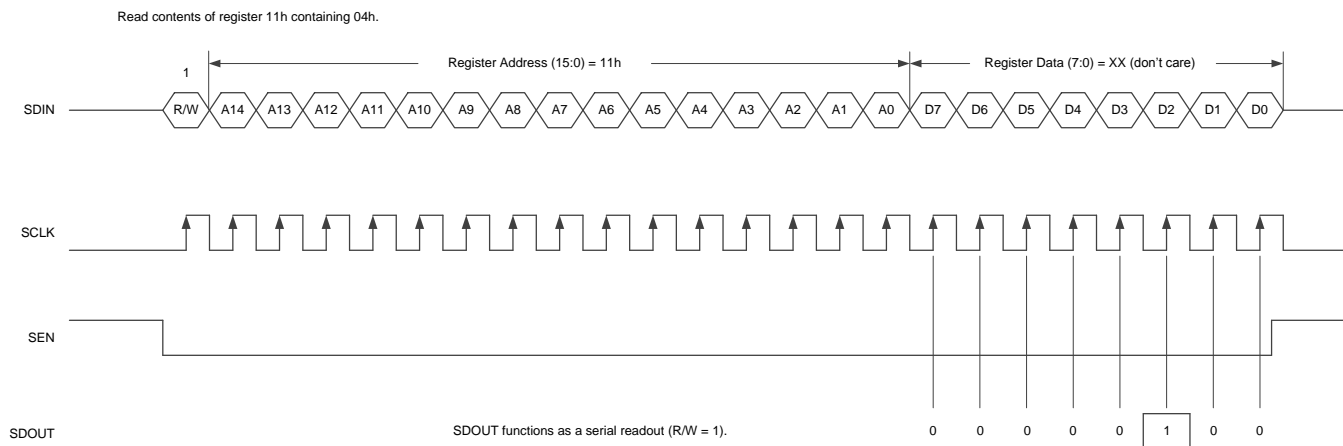 Read contents of register 11h containing 04h.
1
Register Address (15:0) = 11h
Register Data (7:0) = XX (don't care)
SDIN
R/W A14 A13 A12 A11 A10 A9 A8 A7 A6 A5 A4 A3 A2 A1 A0 D7 D6 D5 D4 D3 D2 D1 D0
SCLK
SEN
SDOUT
SDOUT functions as a serial readout (R/W = 1).
0 0 0 0 0 1 0 0